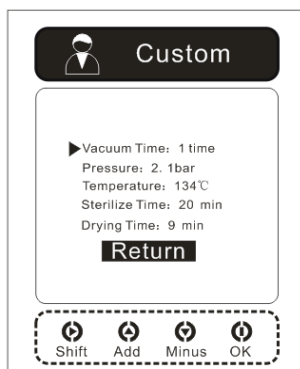 Custom
▶Vacuum Time: 1 time
Pressure: 2.1bar
Temperature: 134℃
Sterilize Time: 20 min
Drying Time: 9 min
Return
Shift Add Minus OK